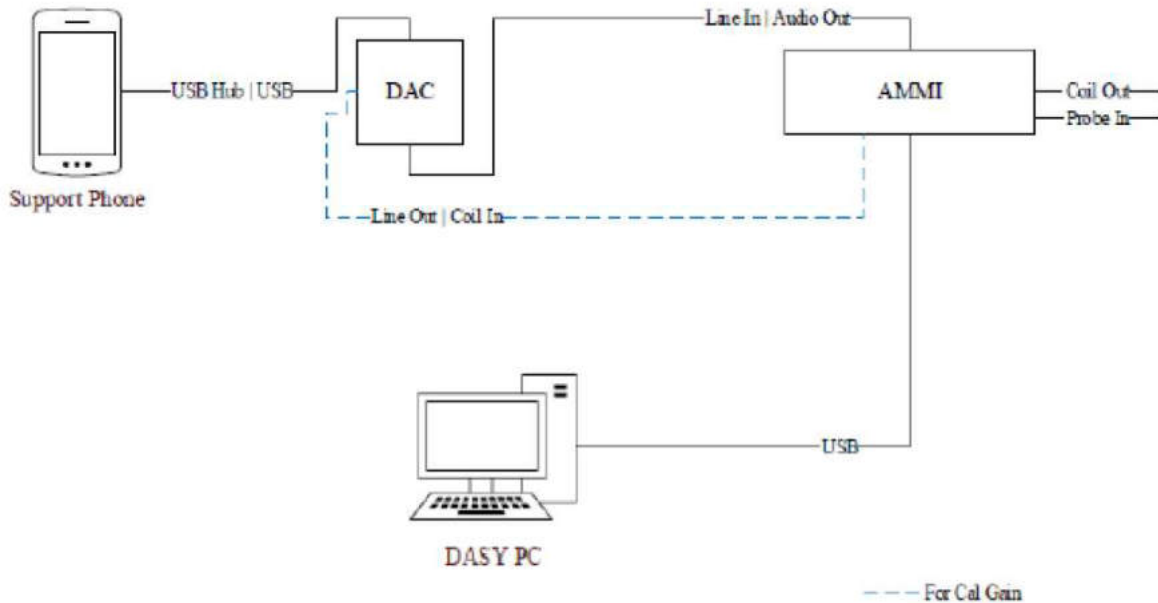 Line In | Audio Out
USB Hub | USB
DAC
AMMI
Coil Out
Probe In
Support Phone
Line Out | Coil In
USB
DASY PC
For Cal Gain